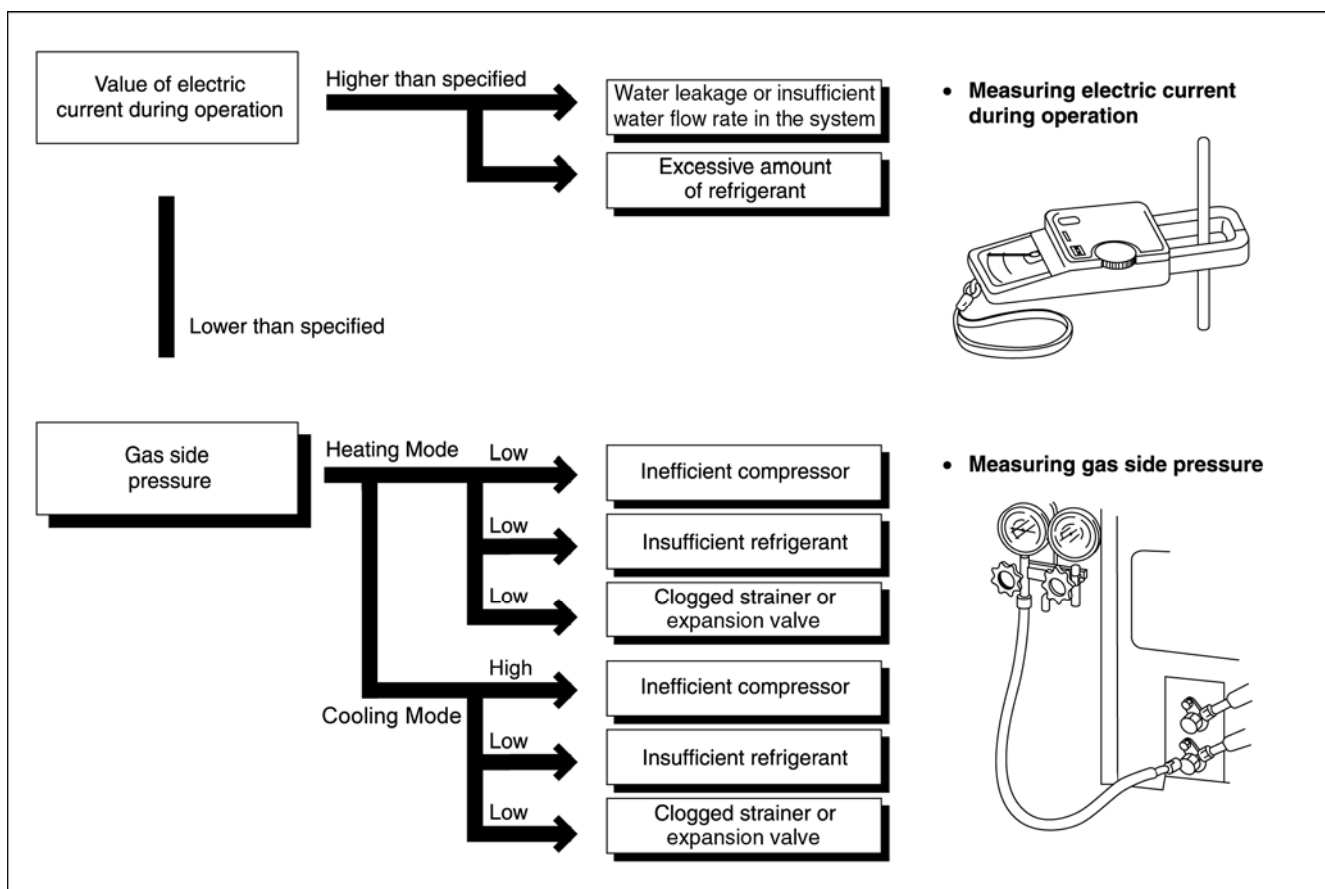 Value of electric
current during operation
Higher than specified
Water leakage or insufficient
water flow rate in the system
Excessive amount
of refrigerant
• Measuring electric current
during operation
Lower than specified
Gas side
pressure
Heating Mode
Low
Inefficient compressor
Low
Insufficient refrigerant
Low
Clogged strainer or
expansion valve
Cooling Mode
High
Inefficient compressor
Low
Insufficient refrigerant
Low
Clogged strainer or
expansion valve
• Measuring gas side pressure